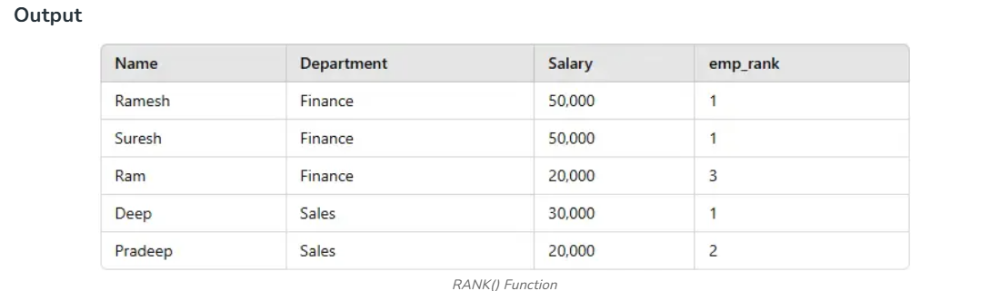 Output
Name Department Salary emp_rank
Ramesh Finance 50,000 1
Suresh Finance 50,000 1
Ram Finance 20,000 3
Deep Sales 30,000 1
Pradeep Sales 20,000 2
RANK() Function